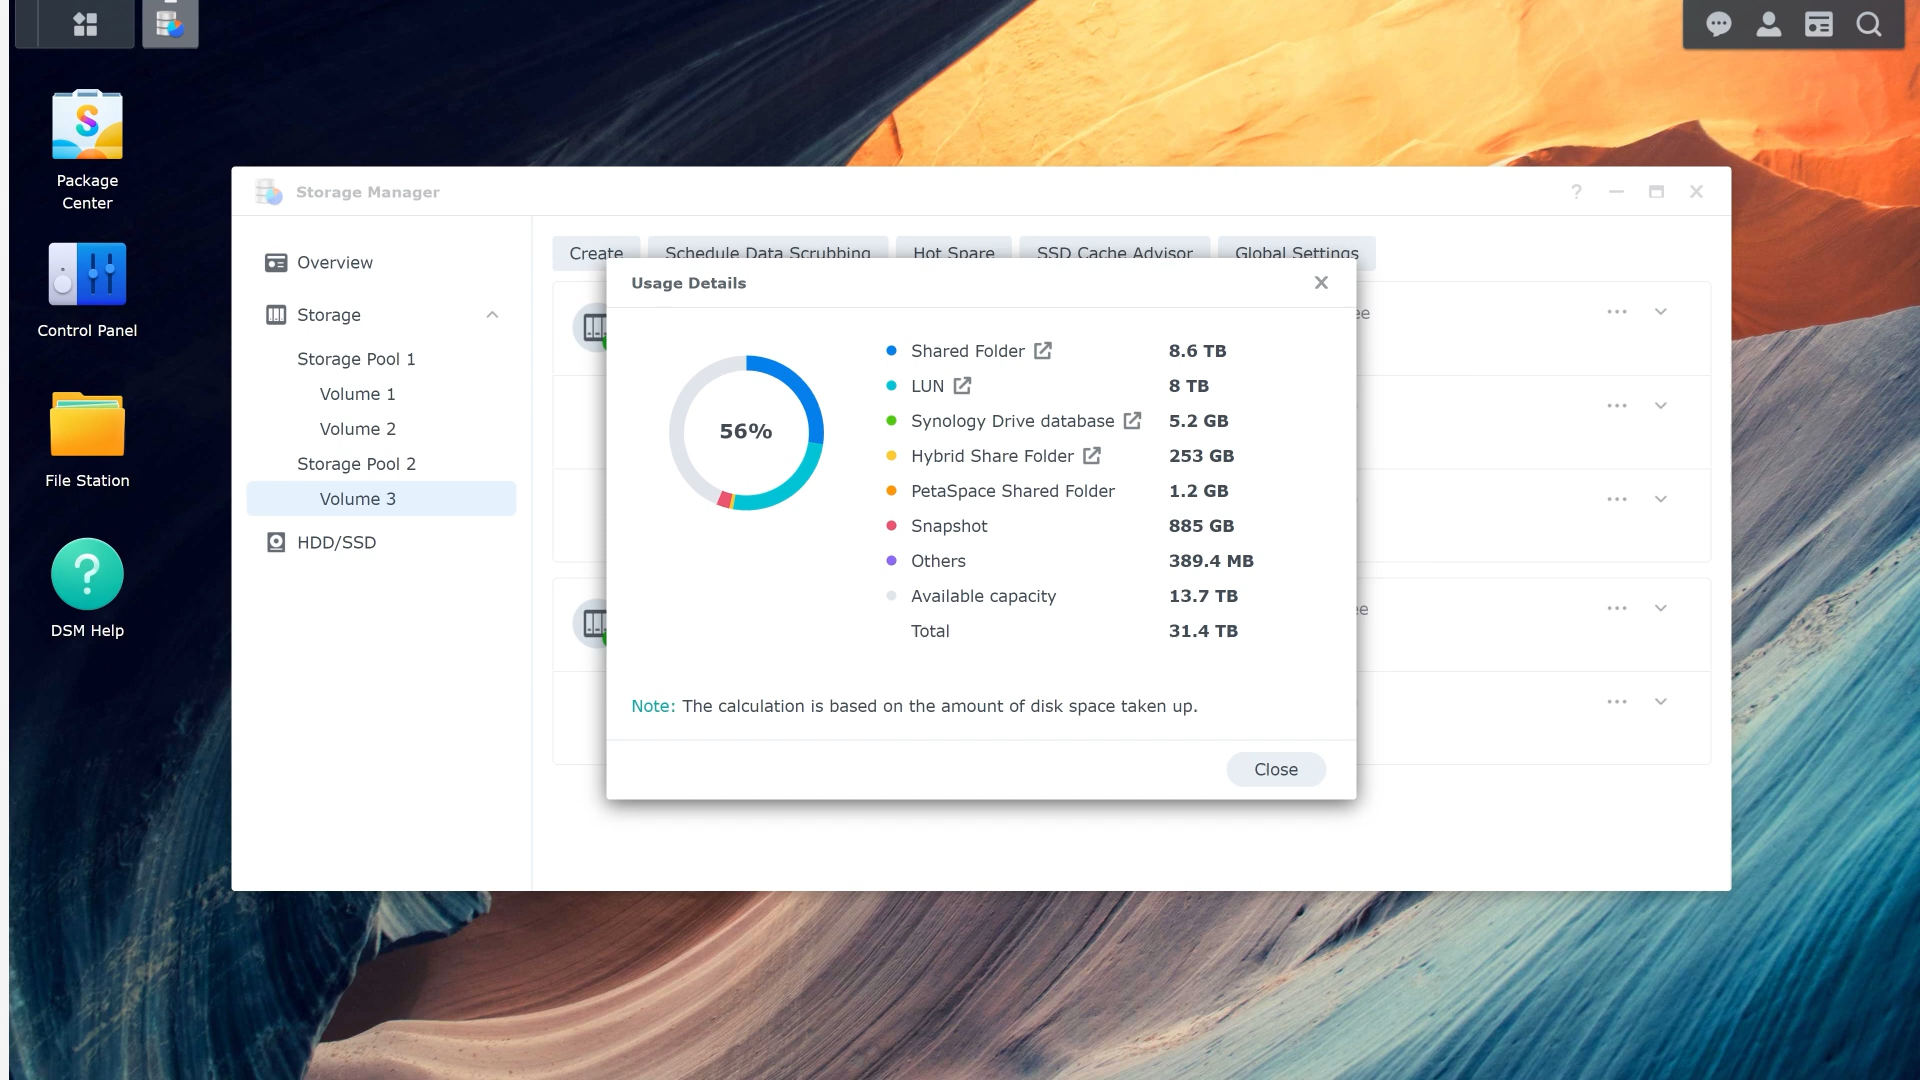 Package
Center
Control Panel
File Station
DSM Help
Storage Manager
Overview
Storage
Storage Pool 1
Volume 1
Volume 2
Storage Pool 2
Volume 3
HDD/SSD
Create
Schedule Data Scrubbing
Hot Spare
SSD Cache Advisor
Global Settings
Usage Details
56%
Shared Folder 8.6 TB
LUN 8 TB
Synology Drive database 5.2 GB
Hybrid Share Folder 253 GB
PetaSpace Shared Folder 1.2 GB
Snapshot 885 GB
Others 389.4 MB
Available capacity 13.7 TB
Total 31.4 TB
Note: The calculation is based on the amount of disk space taken up.
Close